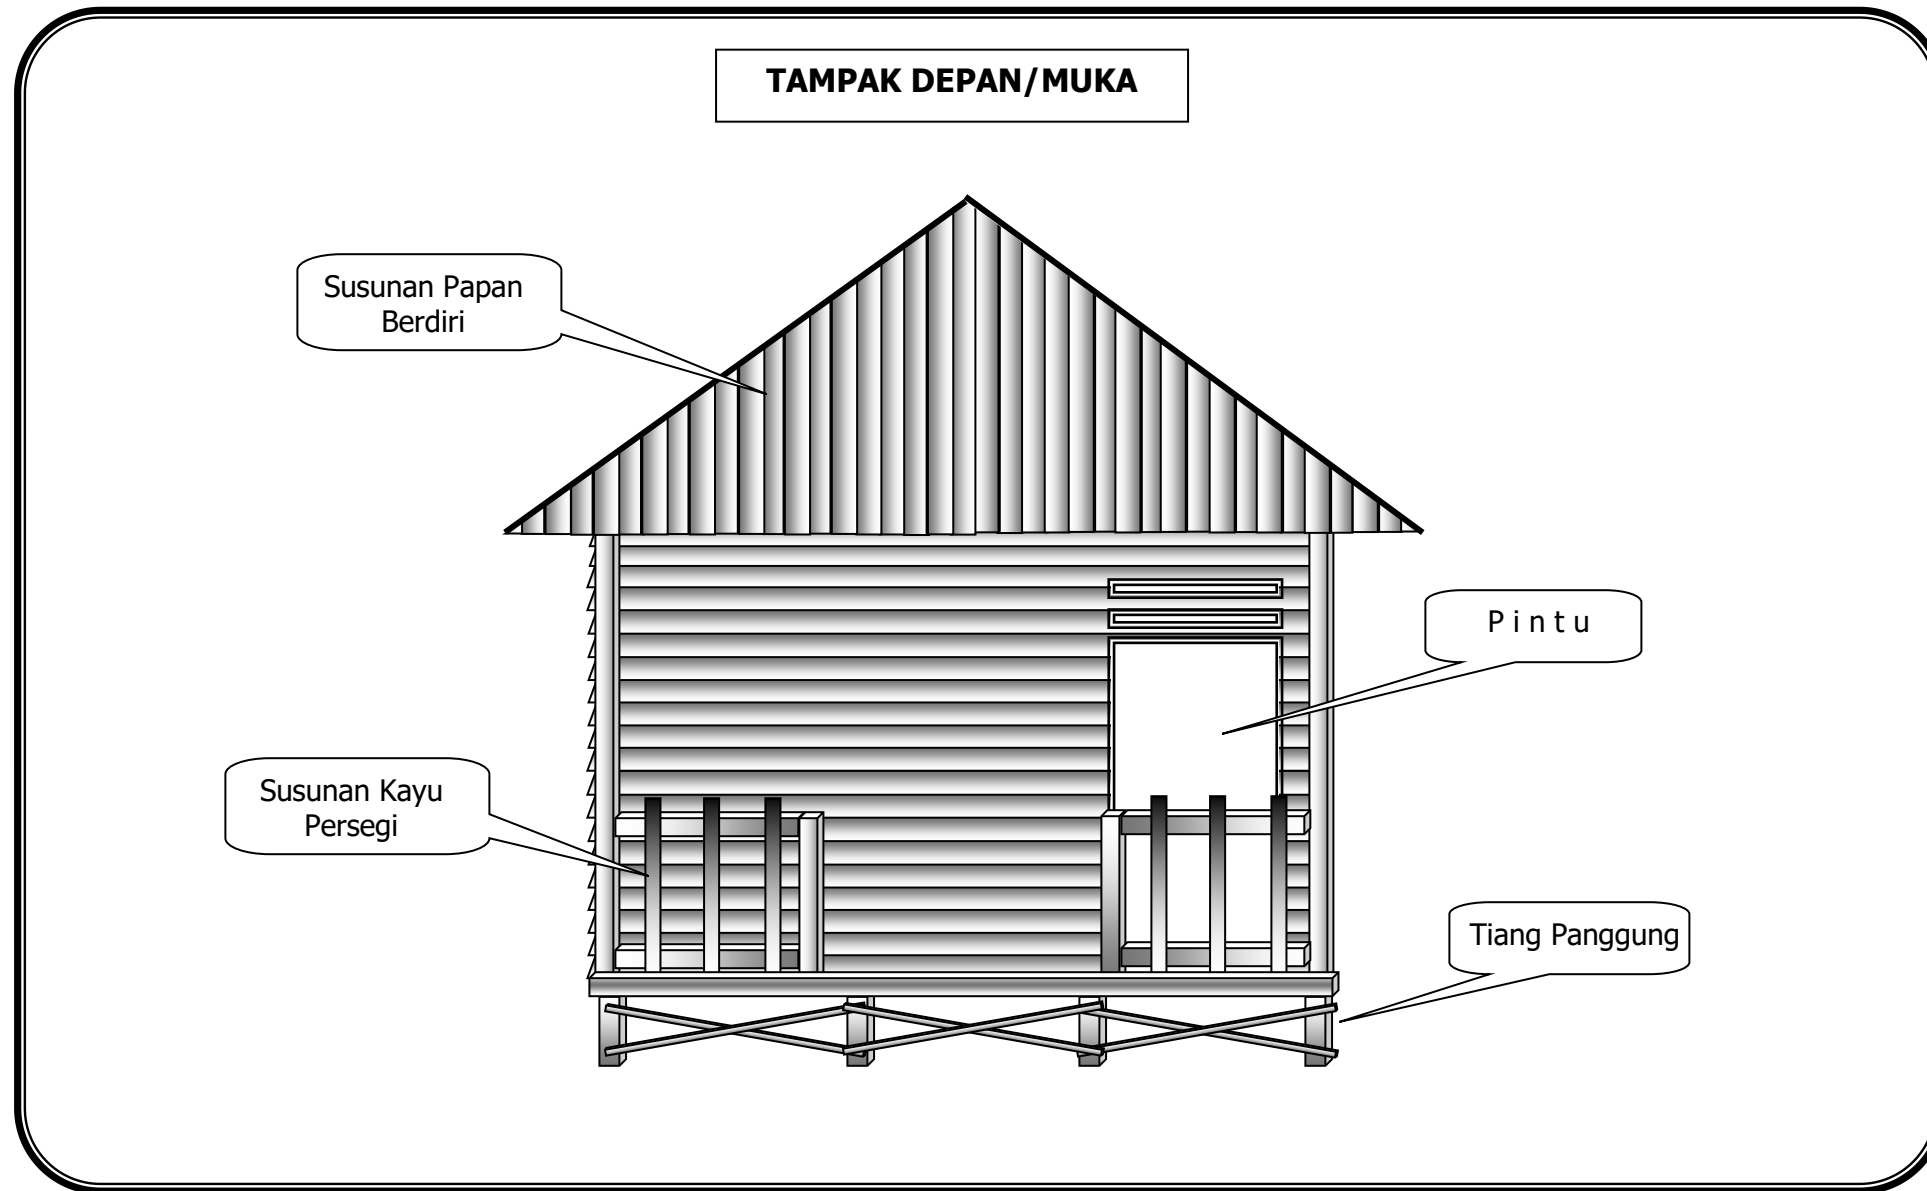 TAMPAK DEPAN/MUKA
Susunan Papan
Berdiri
P i n t u
Susunan Kayu
Persegi
Tiang Panggung